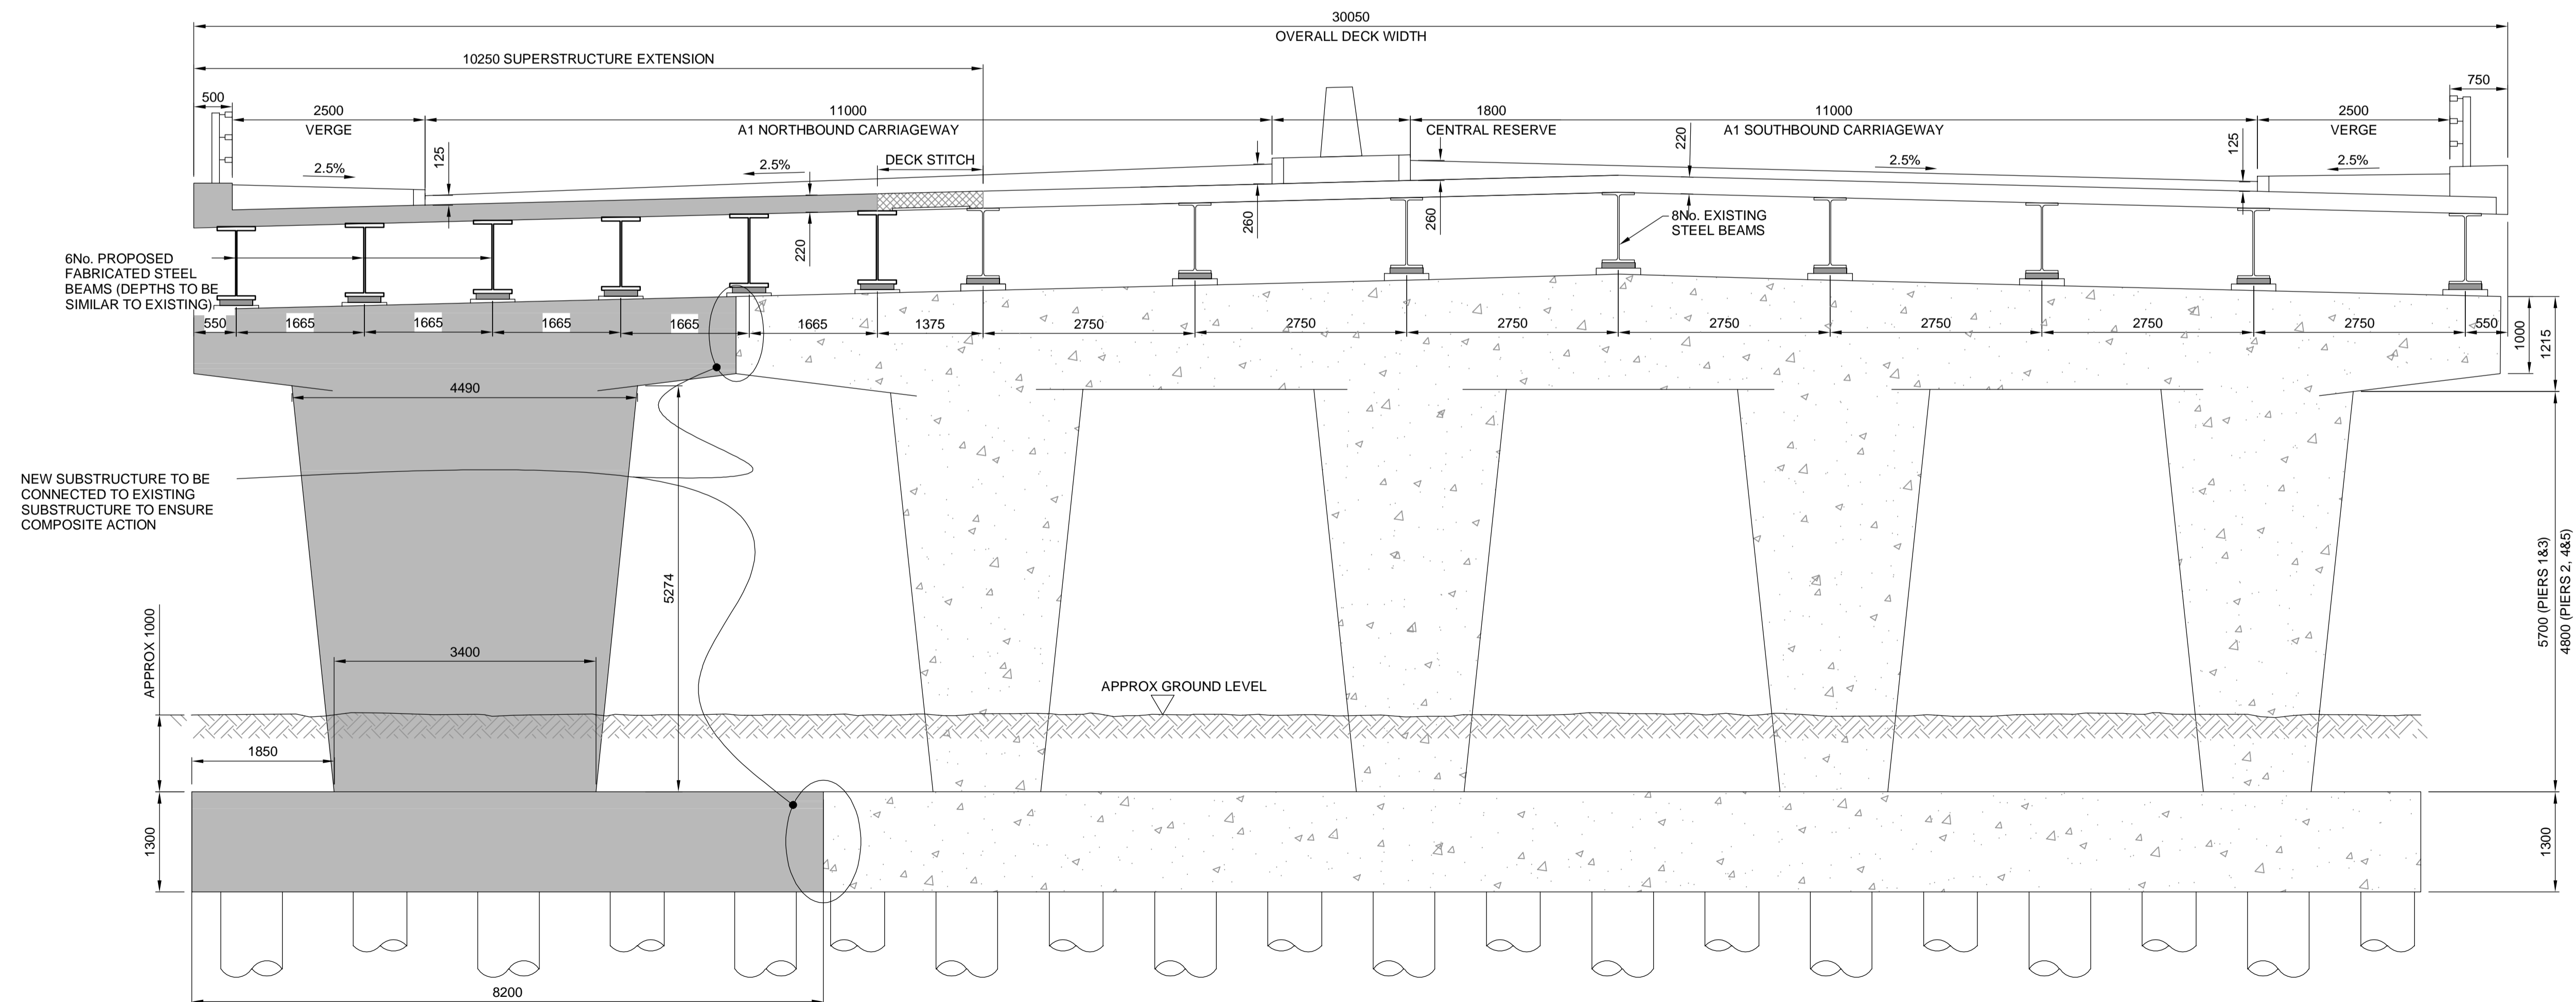 30050
OVERALL DECK WIDTH
10250 SUPERSTRUCTURE EXTENSION
500
2500
VERGE
11000
A1 NORTHBOUND CARRIAGEWAY
1800
CENTRAL RESERVE
11000
A1 SOUTHBOUND CARRIAGEWAY
2500
VERGE
750
2.5%
125
2.5%
DECK STITCH
220
2.5%
125
2.5%
220
260
260
8No. EXISTING
STEEL BEAMS
6No. PROPOSED
FABRICATED STEEL
BEAMS (DEPTHS TO BE
SIMILAR TO EXISTING)
550
1665
1665
1665
1665
1665
1375
2750
2750
2750
2750
2750
2750
2750
550
1000
1215
4490
NEW SUBSTRUCTURE TO BE
CONNECTED TO EXISTING
SUBSTRUCTURE TO ENSURE
COMPOSITE ACTION
5274
5700 (PIERS 1&3)
4800 (PIERS 2, 4&5)
APPROX 1000
3400
APPROX GROUND LEVEL
1850
1300
1300
8200